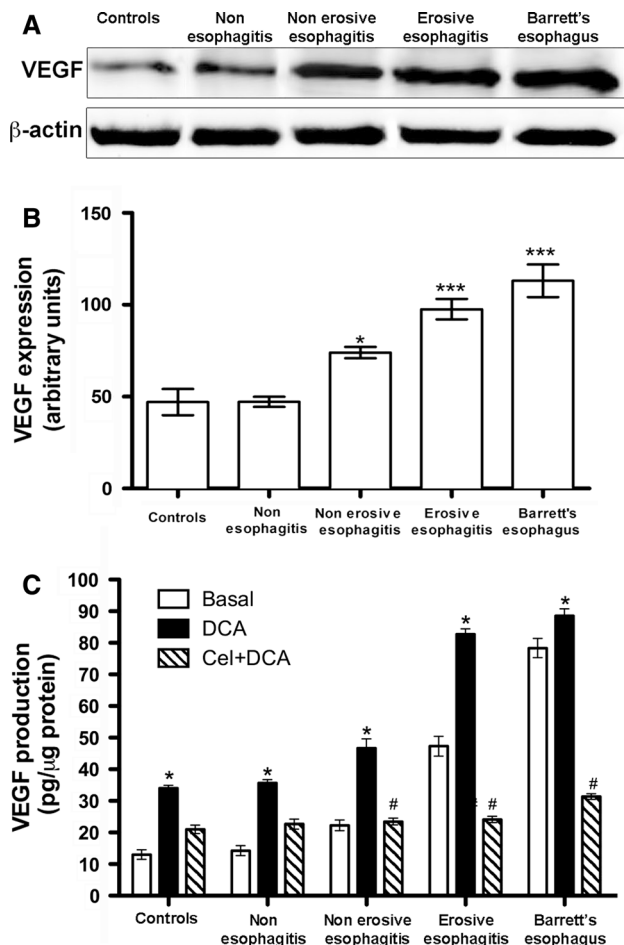 A
Controls
Non
esophagitis
Non erosive
esophagitis
Erosive
esophagitis
Barrett's
esophagus
VEGF
β-actin
B
VEGF expression
(arbitrary units)
150
100
50
0
*
***
***
Controls
Non
esophagitis
Non erosive
esophagitis
Erosive
esophagitis
Barrett's
esophagus
C
VEGF production
(pg/μg protein)
100
90
80
70
60
50
40
30
20
10
0
Basal
DCA
Cel+DCA
*
*
*
#
*
#
*
#
Controls
Non
esophagitis
Non erosive
esophagitis
Erosive
esophagitis
Barrett's
esophagus